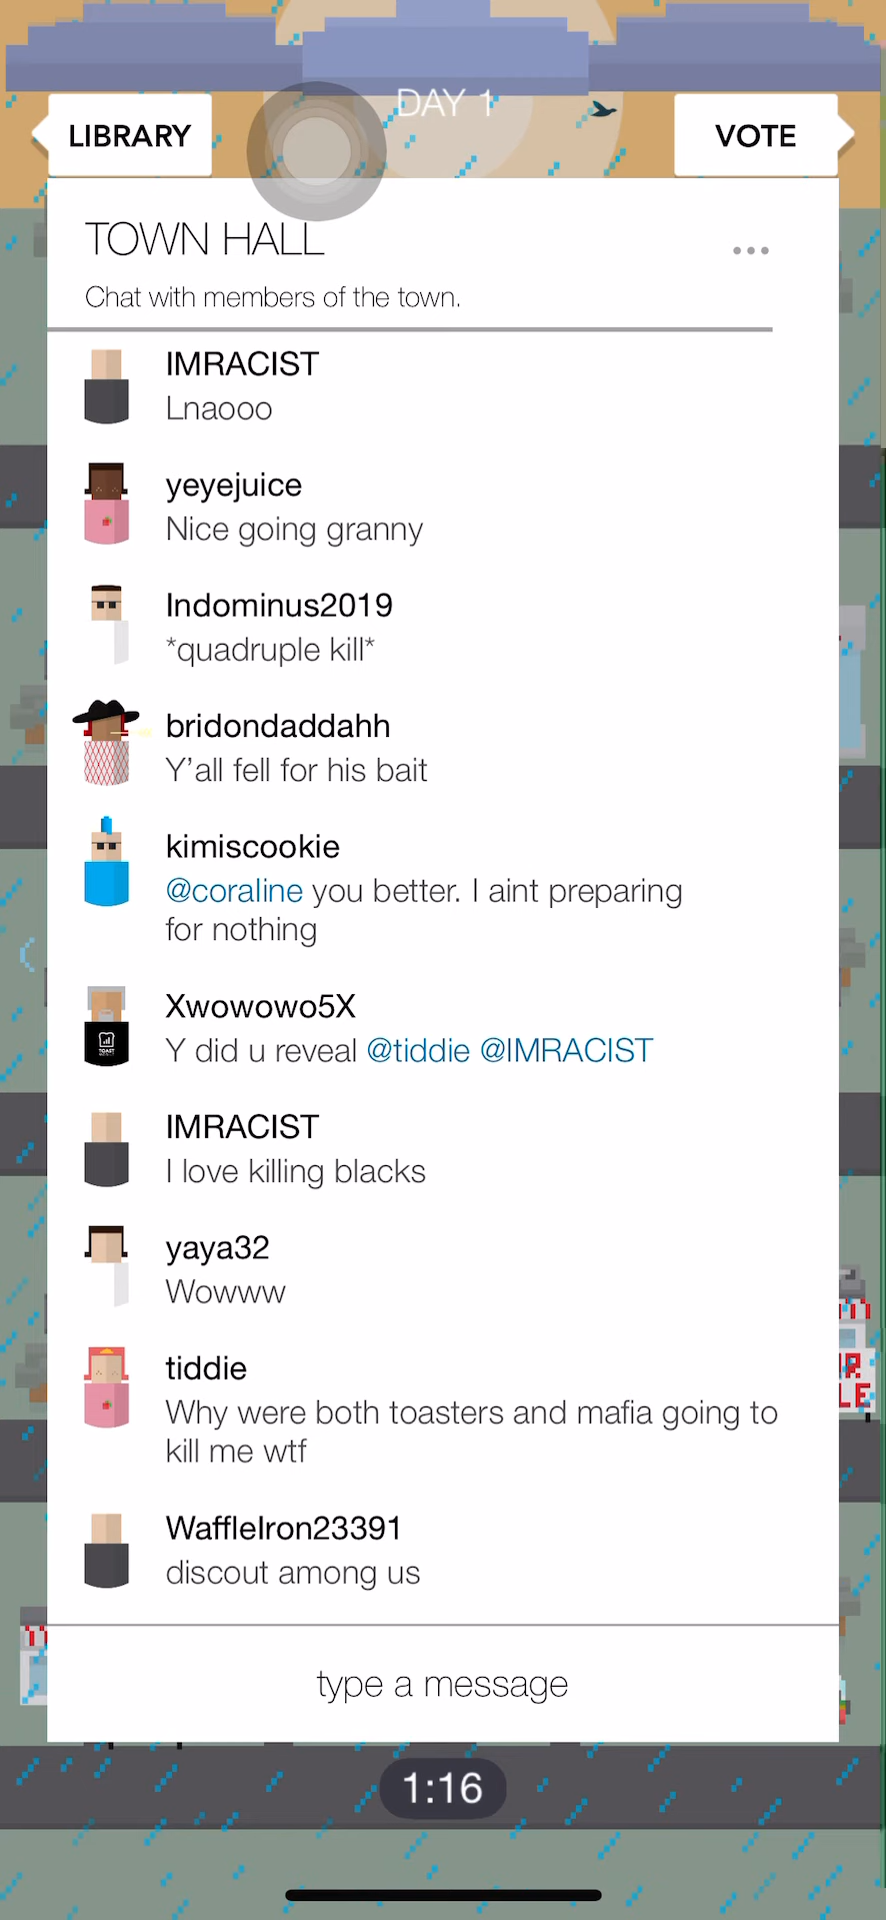 DAY 1
LIBRARY
VOTE
TOWN HALL
Chat with members of the town.
IMRACIST
Lnaooo
yeyejuice
Nice going granny
Indominus2019
*quadruple kill*
bridondaddahh
Y'all fell for his bait
kimiscookie
@coraline you better. I aint preparing
for nothing
Xwowowo5X
Y did u reveal @tiddie @IMRACIST
TOAST
IMRACIST
I love killing blacks
yaya32
Wowww
tiddie
Why were both toasters and mafia going to
kill me wtf
WaffleIron23391
discout among us
type a message
1:16